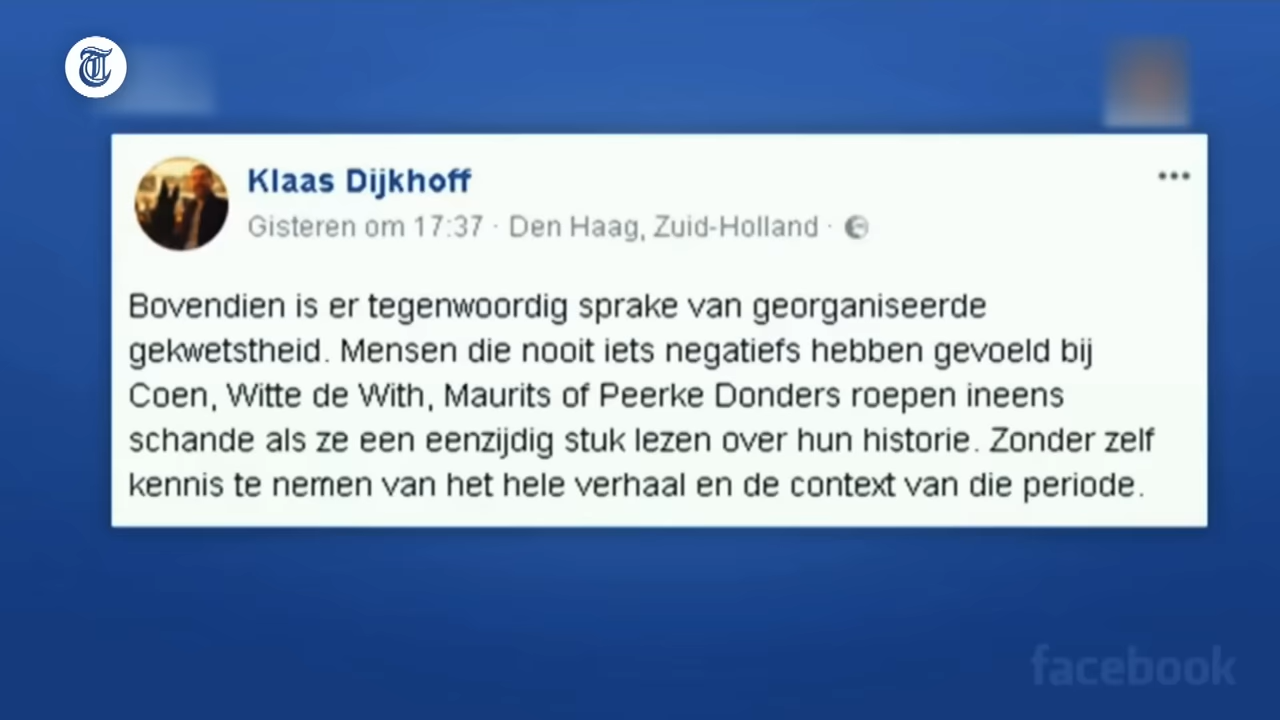 T
Klaas Dijkhoff
Gisteren om 17:37 · Den Haag, Zuid-Holland ·
Bovendien is er tegenwoordig sprake van georganiseerde
gekwetstheid. Mensen die nooit iets negatiefs hebben gevoeld bij
Coen, Witte de With, Maurits of Peerke Donders roepen ineens
schande als ze een eenzijdig stuk lezen over hun historie. Zonder zelf
kennis te nemen van het hele verhaal en de context van die periode.
facebook